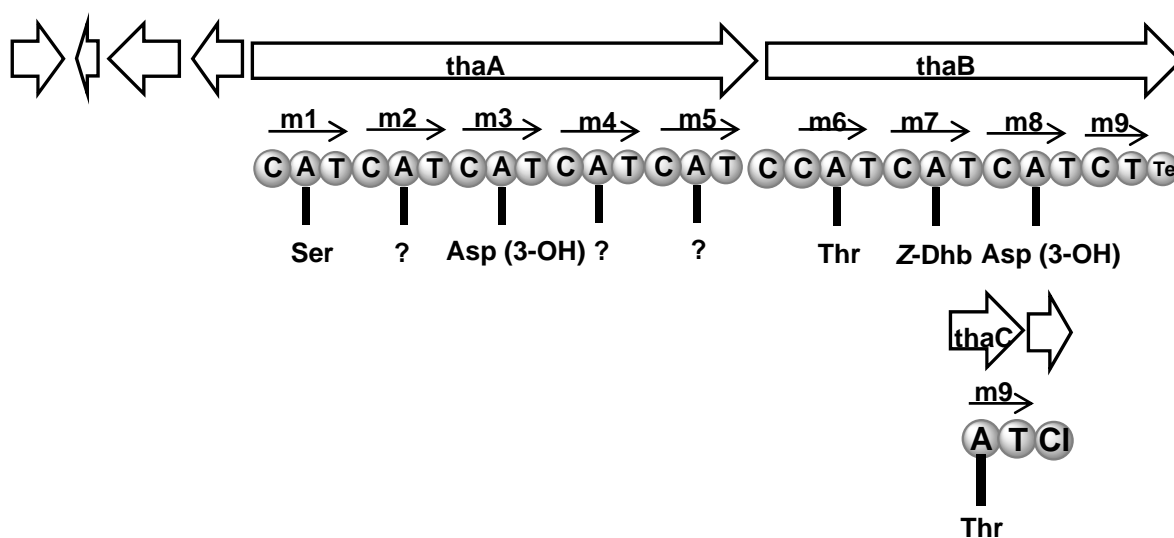 thaA thaB
m1 m2 m3 m4 m5 m6 m7 m8 m9
C A T C A T C A T C A T C A T C C A T C A T C A T C T Te
Ser ? Asp (3-OH) ? ? Thr Z-Dhb Asp (3-OH)
thaC
m9
A T Cl
Thr